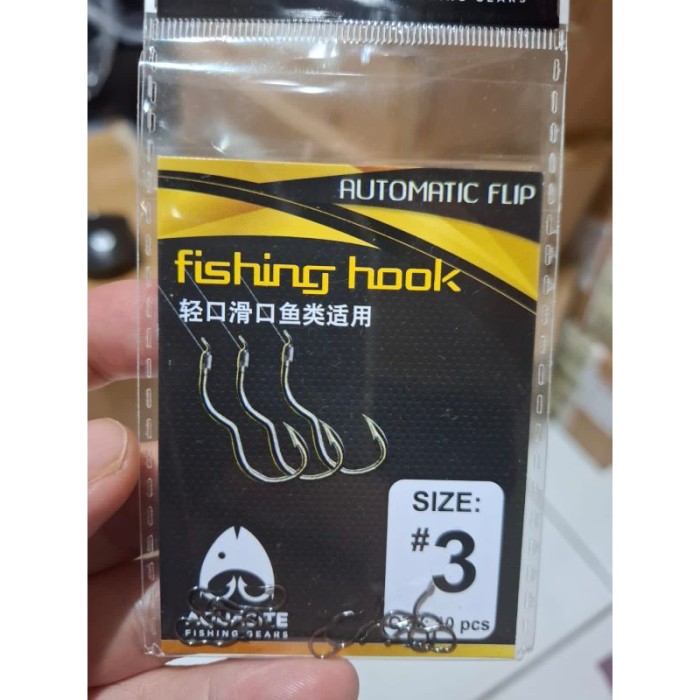 AUTOMATIC FLIP
fishing hook
轻口滑口鱼类适用
SIZE:
#3
pcs
FISHING GEARS